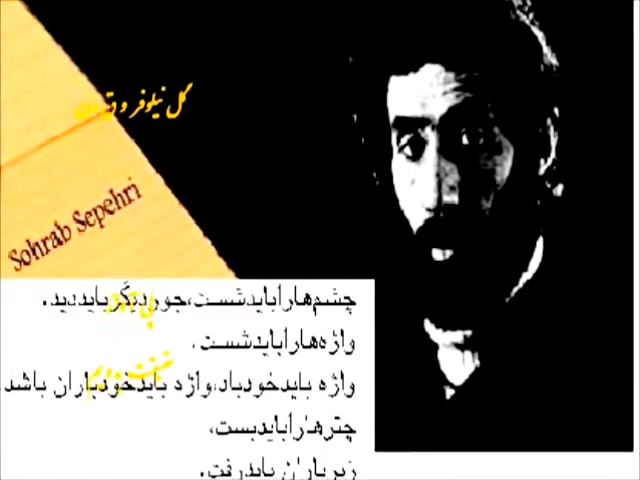 گل نیلوفر و
Sohrab Sepehri
چشم‌ها را باید شست، جور دیگر باید دید.
واژه‌ها را باید شست.
واژه باید خود باد، واژه باید خود باران باشد
چترها را باید بست،
زیر باران باید رفت.